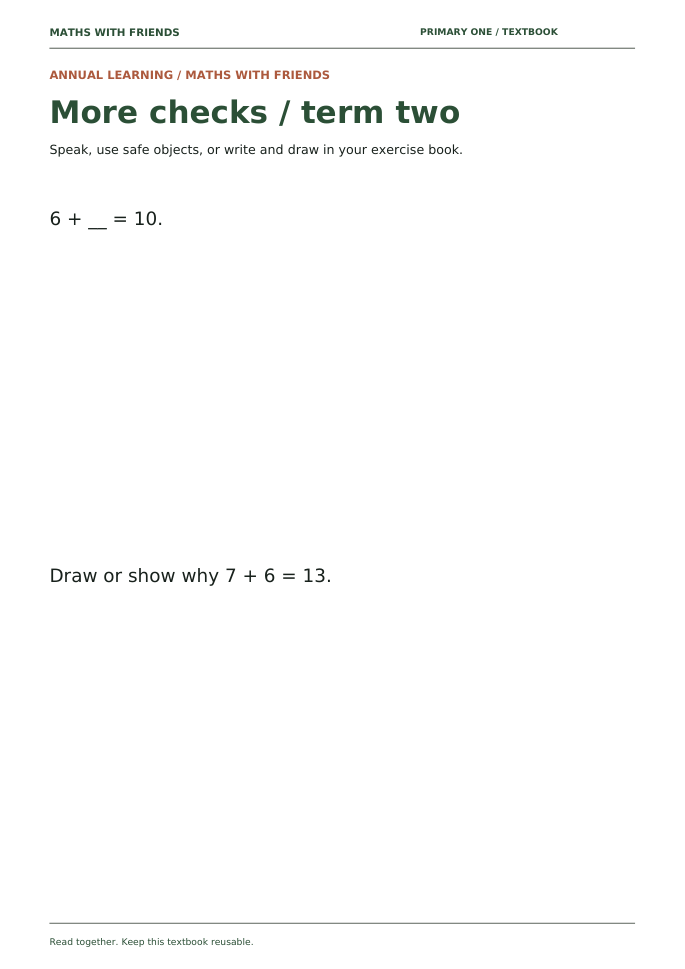 MATHS WITH FRIENDS
PRIMARY ONE / TEXTBOOK
ANNUAL LEARNING / MATHS WITH FRIENDS
More checks / term two
Speak, use safe objects, or write and draw in your exercise book.
6 + __ = 10.
Draw or show why 7 + 6 = 13.
Read together. Keep this textbook reusable.